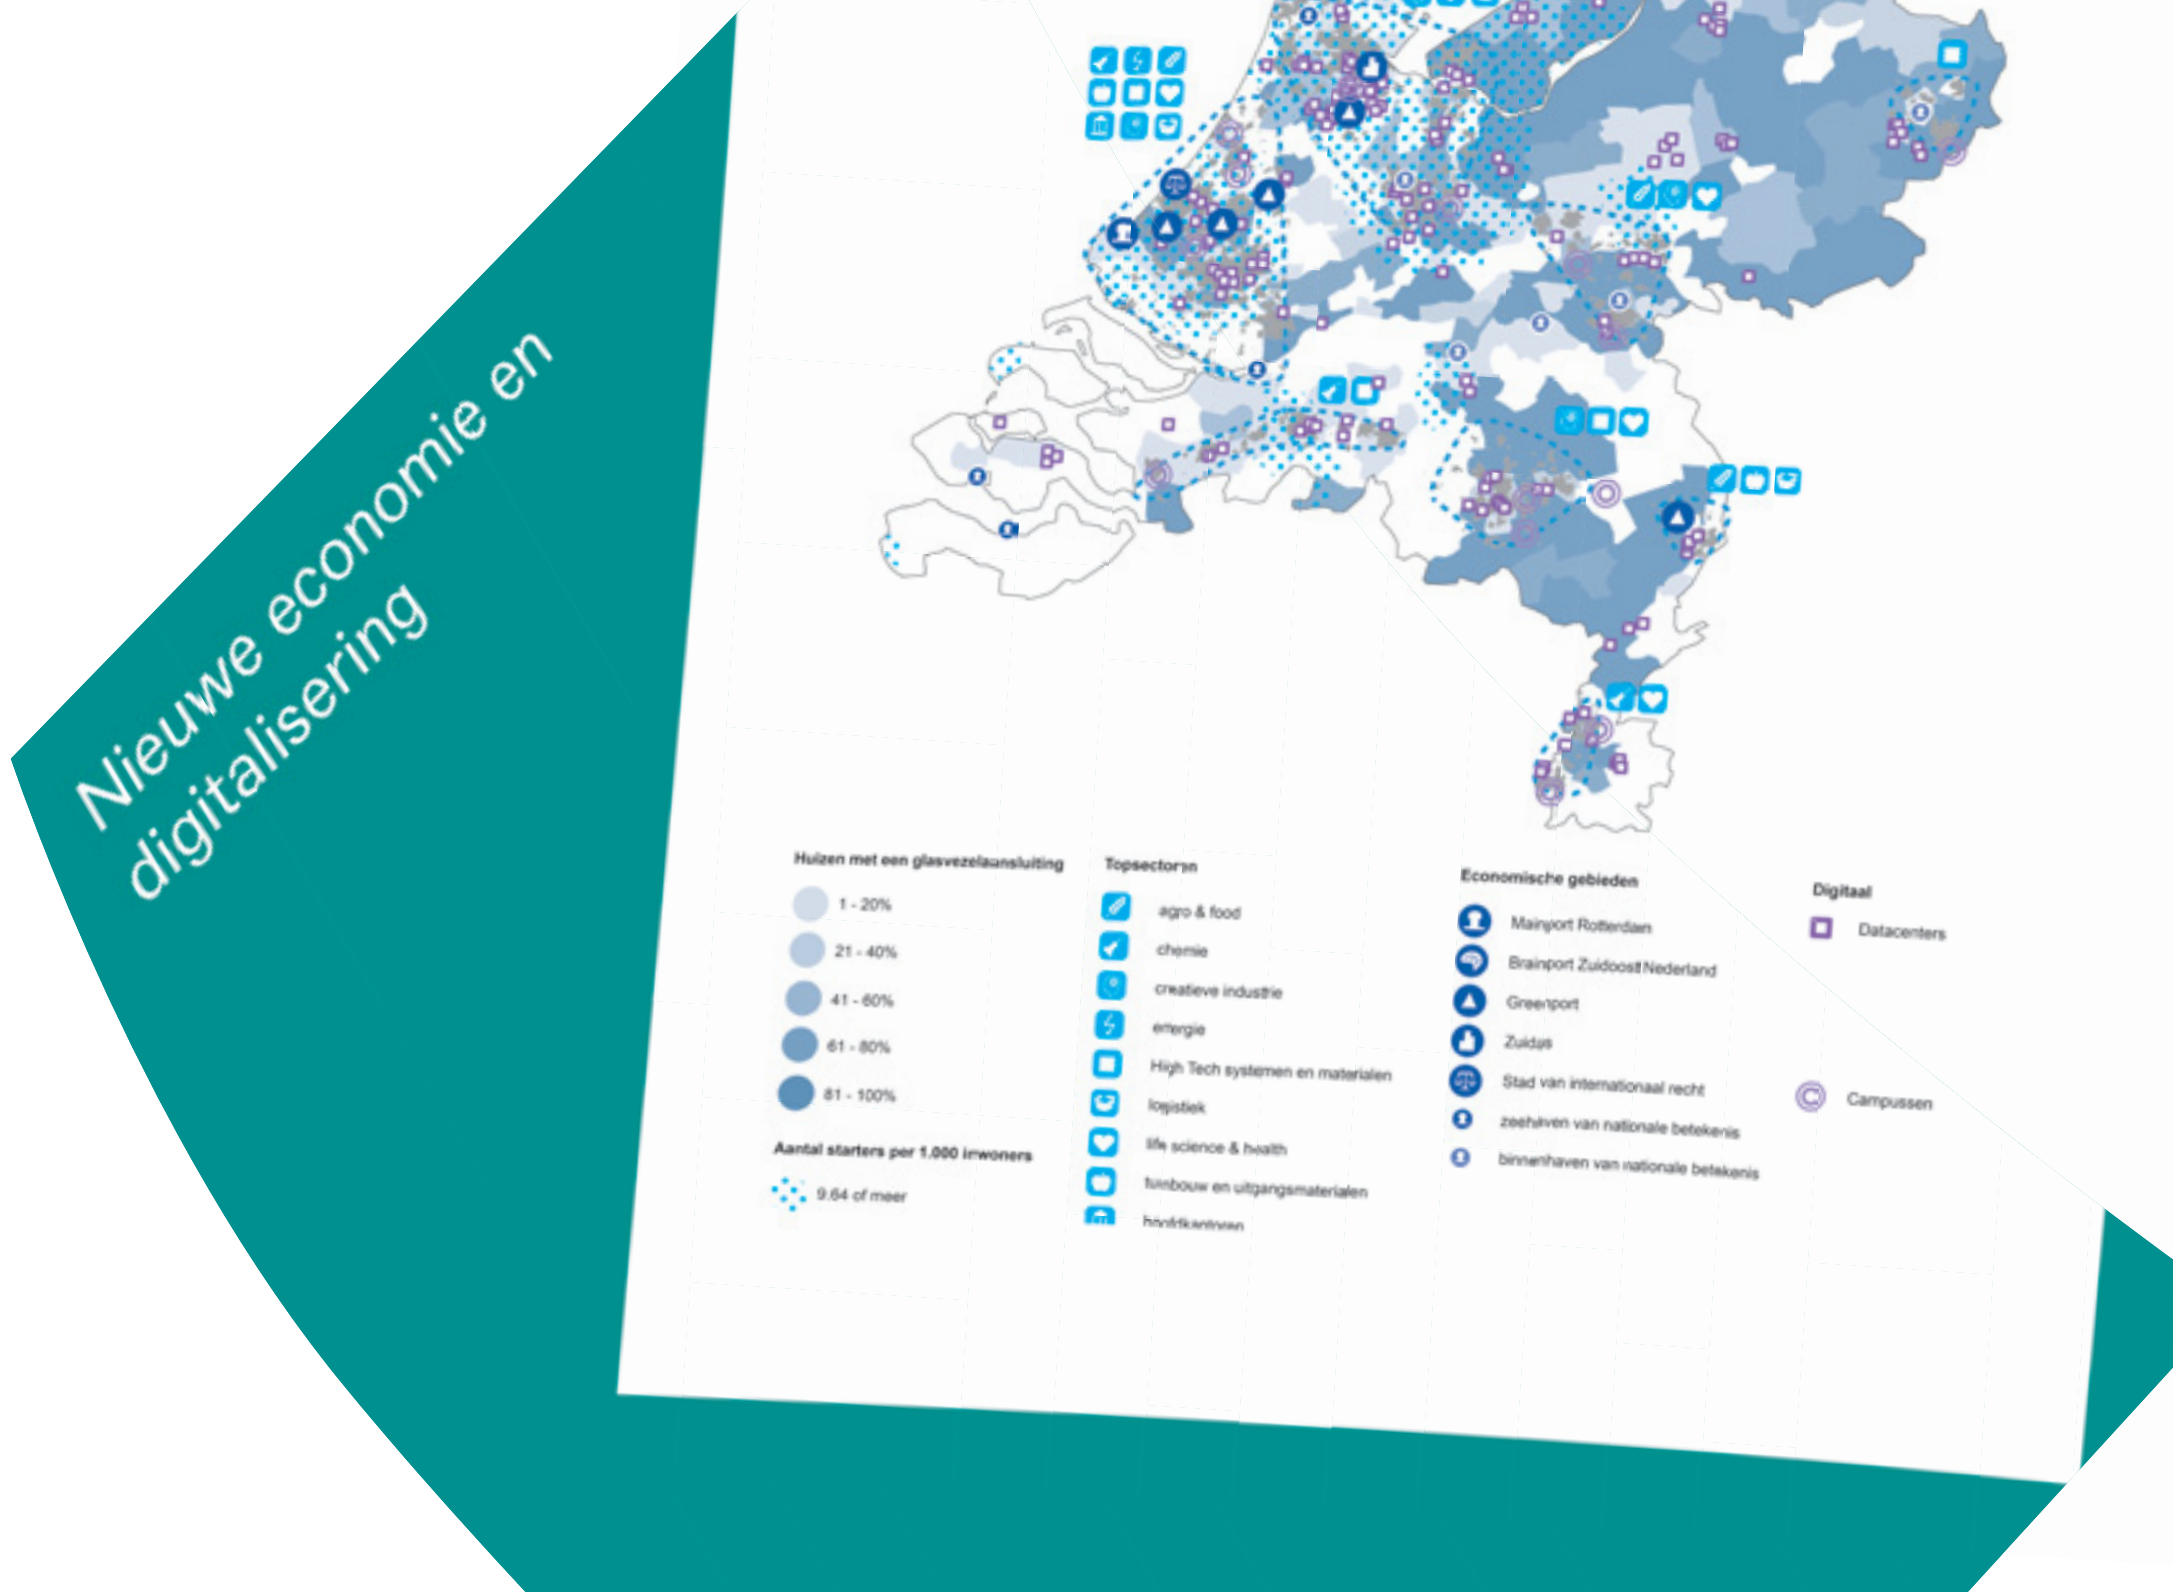 Nieuwe economie en
digitalisering
Huizen met een glasvezelaansluiting
1 - 20%
21 - 40%
41 - 60%
61 - 80%
81 - 100%
Aantal starters per 1.000 inwoners
9.64 of meer
Topsectoren
agro & food
chemie
creatieve industrie
energie
High Tech systemen en materialen
logistiek
life science & health
tuinbouw en uitgangsmaterialen
hoofdkantoren
Economische gebieden
Mainport Rotterdam
Brainport Zuidoost Nederland
Greenport
Zuidas
Stad van internationaal recht
zeehaven van nationale betekenis
binnenhaven van nationale betekenis
Digitaal
Datacenters
Campussen